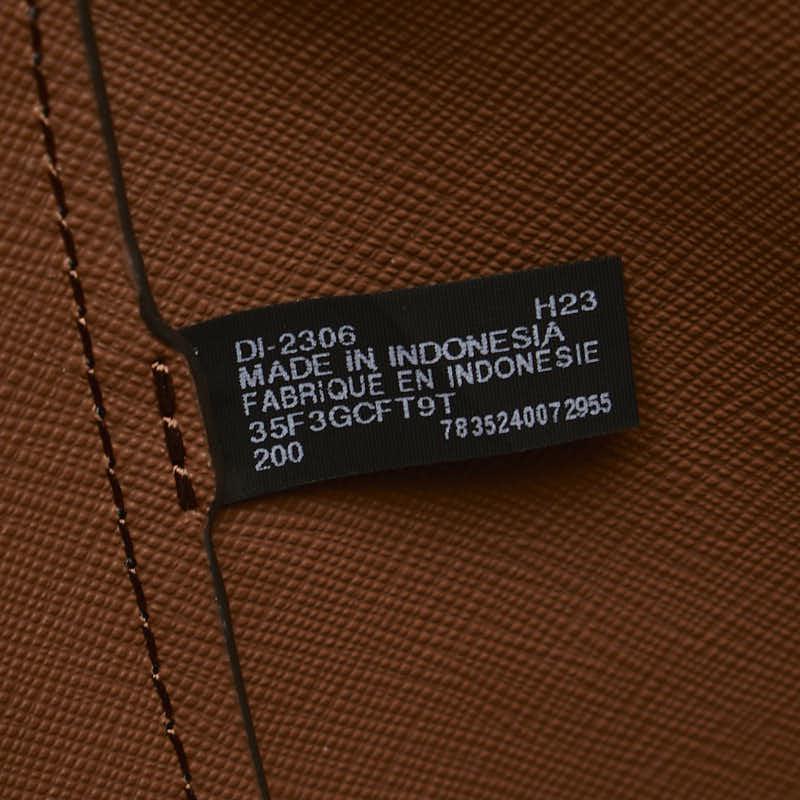 DI-2306 H23
MADE IN INDONESIA
FABRIQUE EN INDONESIE
35F3GCFT9T
200 7835240072955